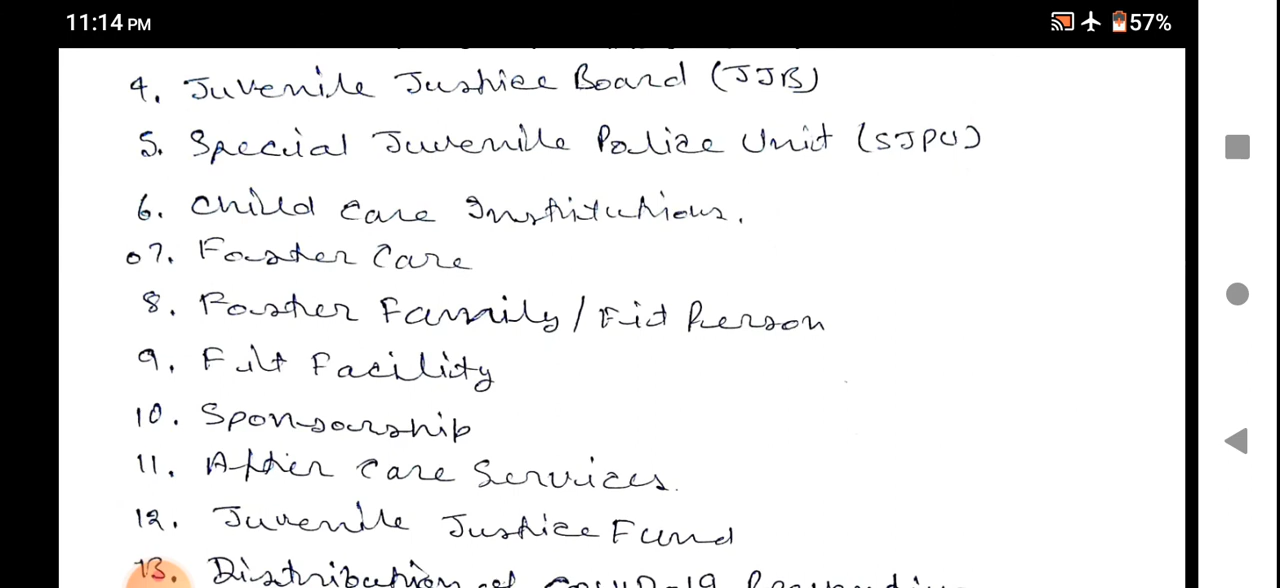 11:14 PM
57%
4. Juvenile Justice Board (JJB)
5. Special Juvenile Police Unit (SJPU)
6. Child Care Institutions.
07. Foster Care
8. Foster Family/Fit Person
9. Fit Facility
10. Sponsorship
11. After Care Services.
12. Juvenile Justice Fund
13. Distribution of COVID-19